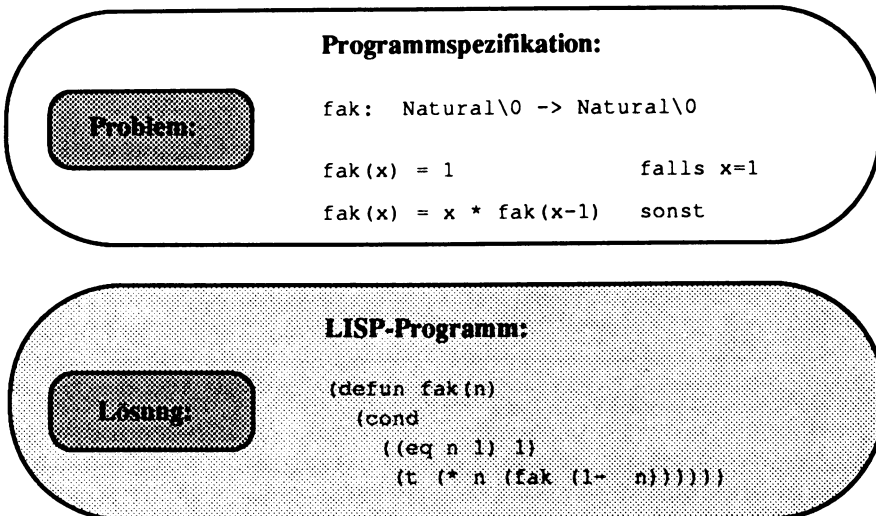 Programmspezifikation:
Problem:
fak: Natural\0 -> Natural\0
fak(x) = 1 falls x=1
fak(x) = x * fak(x-1) sonst
LISP-Programm:
Lösung:
(defun fak(n)
(cond
((eq n 1) 1)
(t (* n (fak (1- n))))))